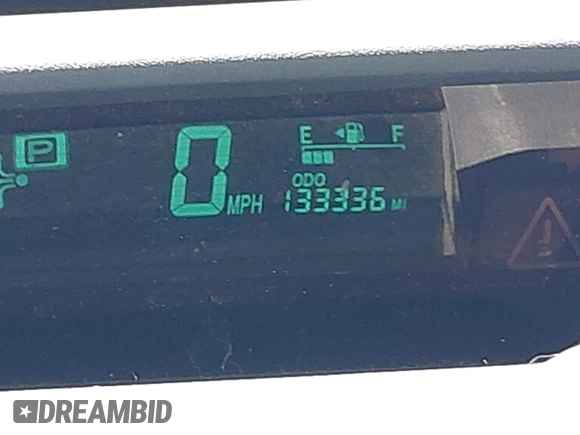 P
0 MPH
E F
ODO
133336 MI
DREAMBID